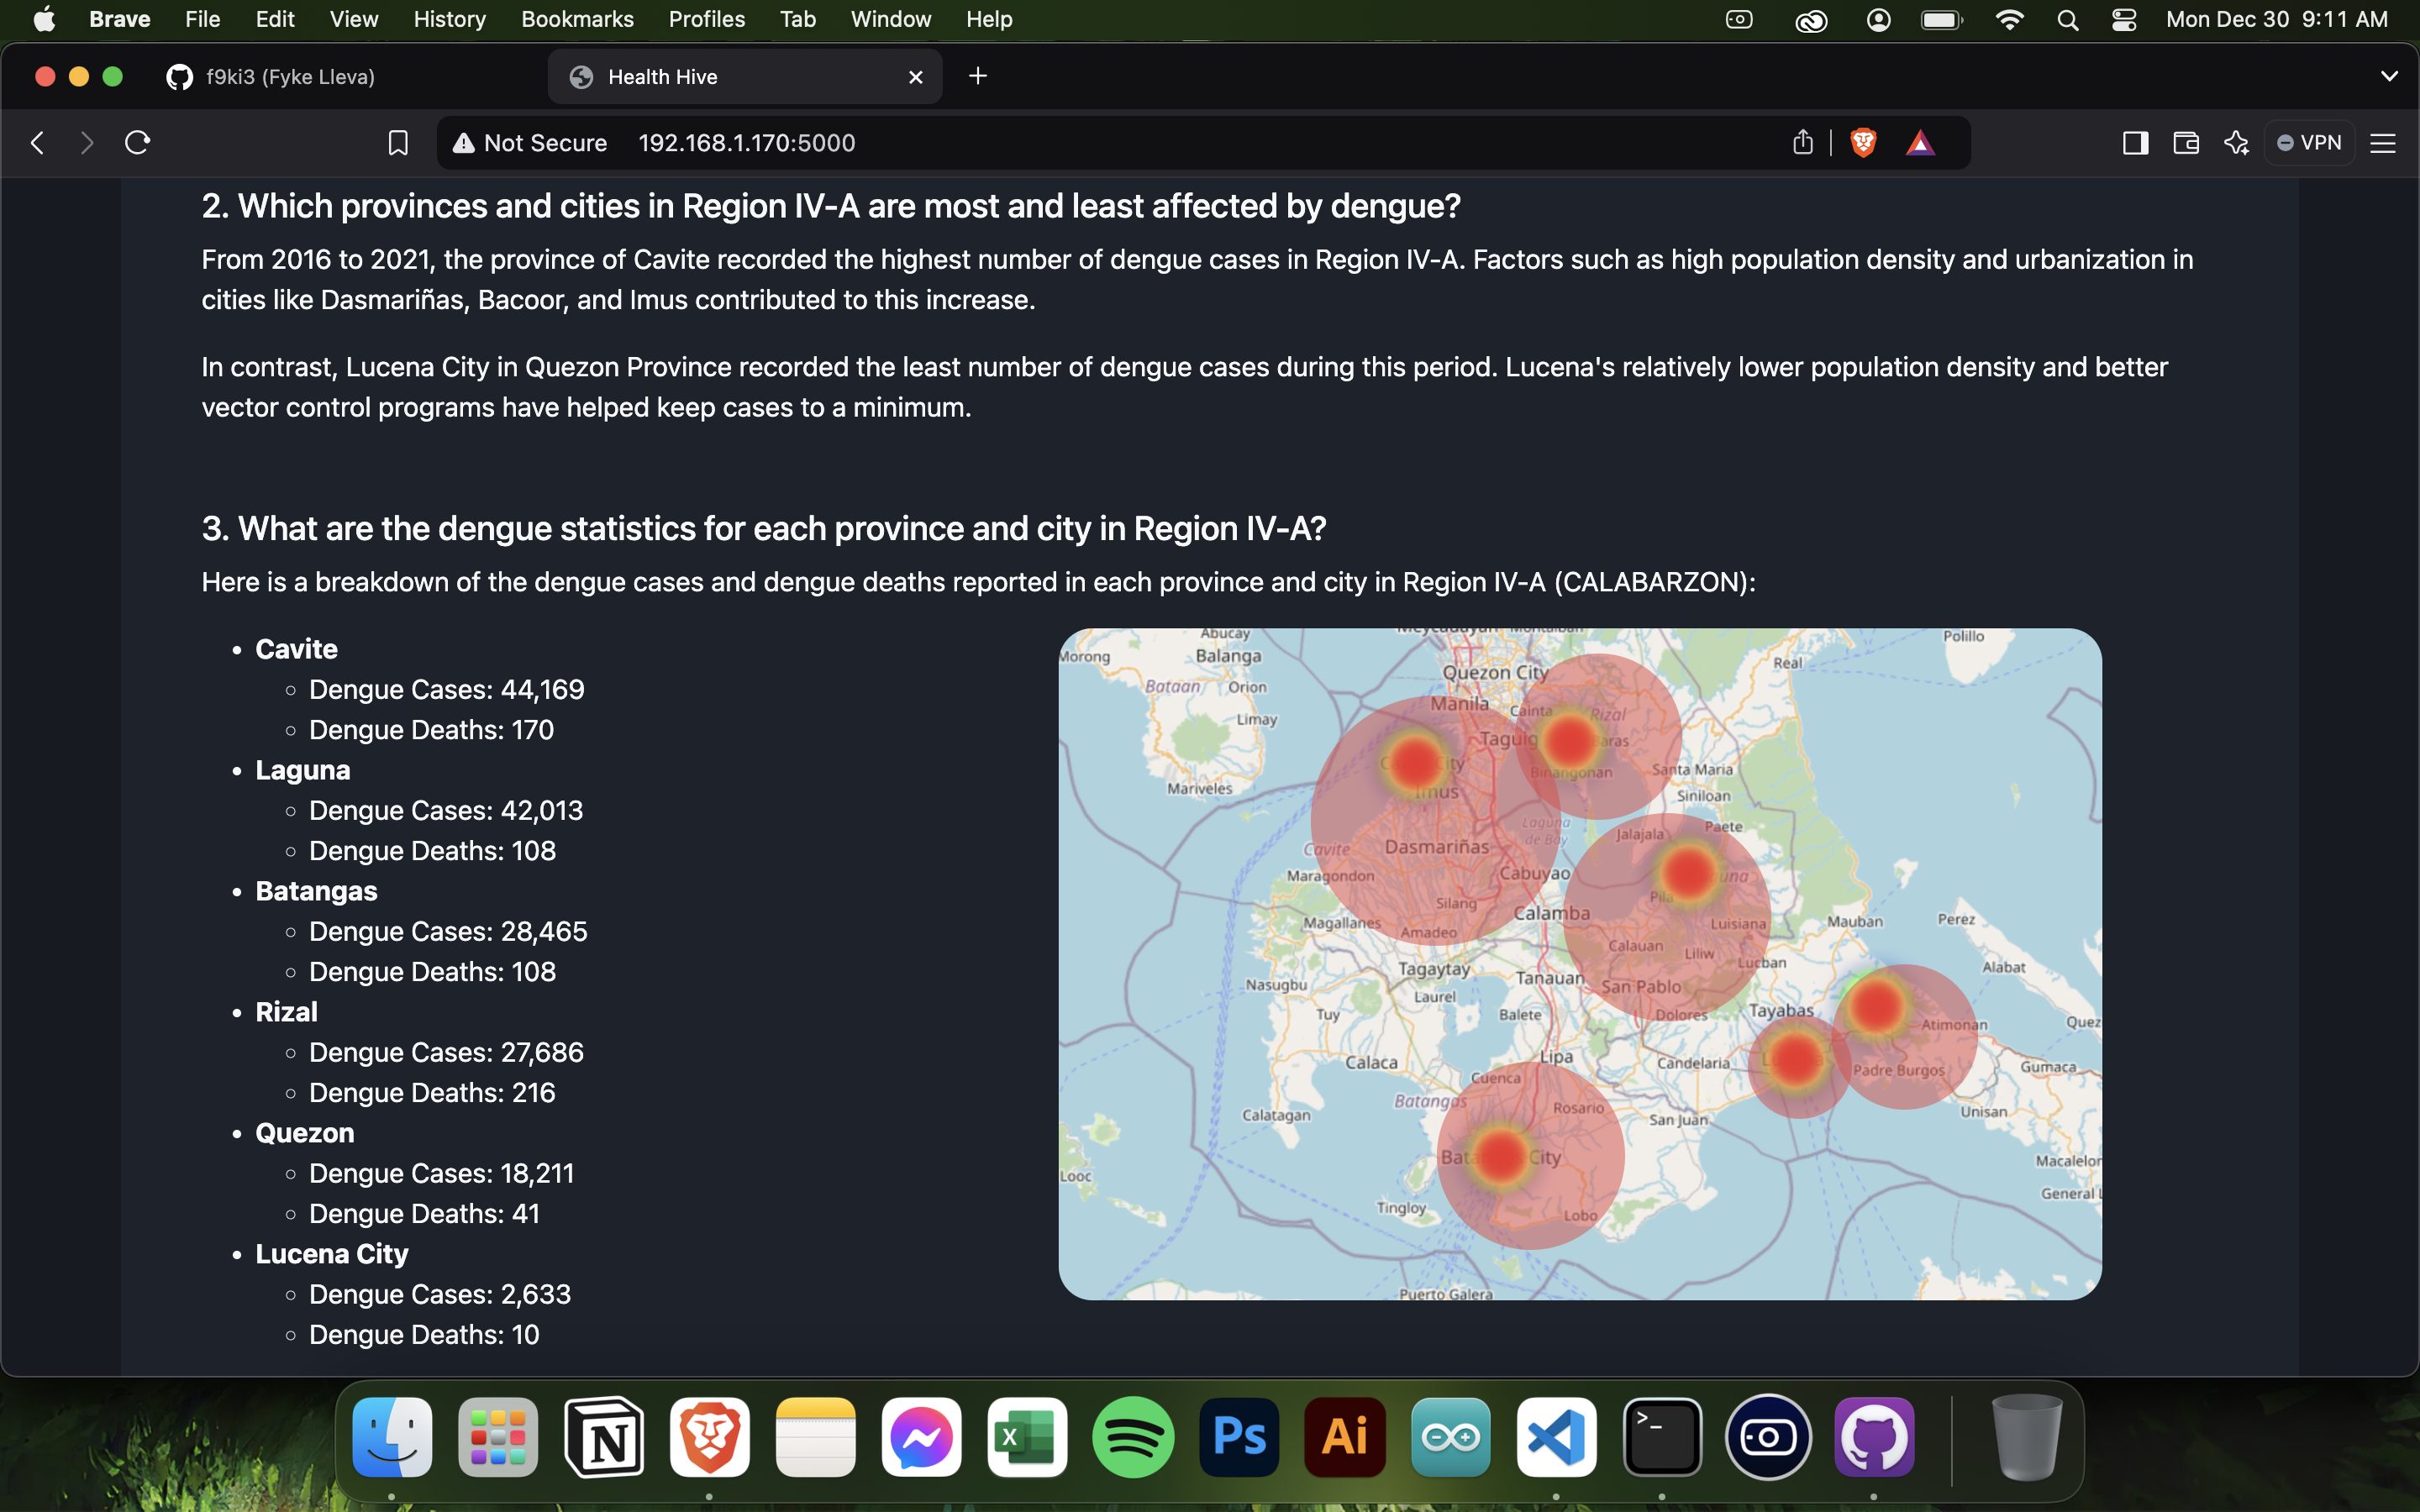 Brave File Edit View History Bookmarks Profiles Tab Window Help Mon Dec 30 9:11 AM
f9ki3 (Fyke Lleva) Health Hive
Not Secure 192.168.1.170:5000 VPN
2. Which provinces and cities in Region IV-A are most and least affected by dengue?
From 2016 to 2021, the province of Cavite recorded the highest number of dengue cases in Region IV-A. Factors such as high population density and urbanization in
cities like Dasmariñas, Bacoor, and Imus contributed to this increase.
In contrast, Lucena City in Quezon Province recorded the least number of dengue cases during this period. Lucena's relatively lower population density and better
vector control programs have helped keep cases to a minimum.
3. What are the dengue statistics for each province and city in Region IV-A?
Here is a breakdown of the dengue cases and dengue deaths reported in each province and city in Region IV-A (CALABARZON):
• Cavite
◦ Dengue Cases: 44,169
◦ Dengue Deaths: 170
• Laguna
◦ Dengue Cases: 42,013
◦ Dengue Deaths: 108
• Batangas
◦ Dengue Cases: 28,465
◦ Dengue Deaths: 108
• Rizal
◦ Dengue Cases: 27,686
◦ Dengue Deaths: 216
• Quezon
◦ Dengue Cases: 18,211
◦ Dengue Deaths: 41
• Lucena City
◦ Dengue Cases: 2,633
◦ Dengue Deaths: 10
Abucay
Morong
Balanga
Polillo
Real
Quezon City
Bataan
Orion
Limay
Manila
Cainta
Rizal
Taguig
Baras
Binangonan
Santa Maria
Mariveles
Imus
Siniloan
Laguna
de Bay
Jalajala
Paete
Cavite
Dasmariñas
Maragondon
Cabuyao
Pila
Silang
Calamba
Magallanes
Amadeo
Luisiana
Mauban
Perez
Calauan
Liliw
Lucban
Tagaytay
Tanauan
San Pablo
Alabat
Nasugbu
Laurel
Tuy
Balete
Dolores
Tayabas
Atimonan
Quez
Calaca
Lipa
Cuenca
Candelaria
Padre Burgos
Gumaca
Batangas
Rosario
Calatagan
San Juan
Unisan
City
Macalelon
Looc
General L
Tingloy
Lobo
Puerto Galera
N
X
Ps
Ai
>_